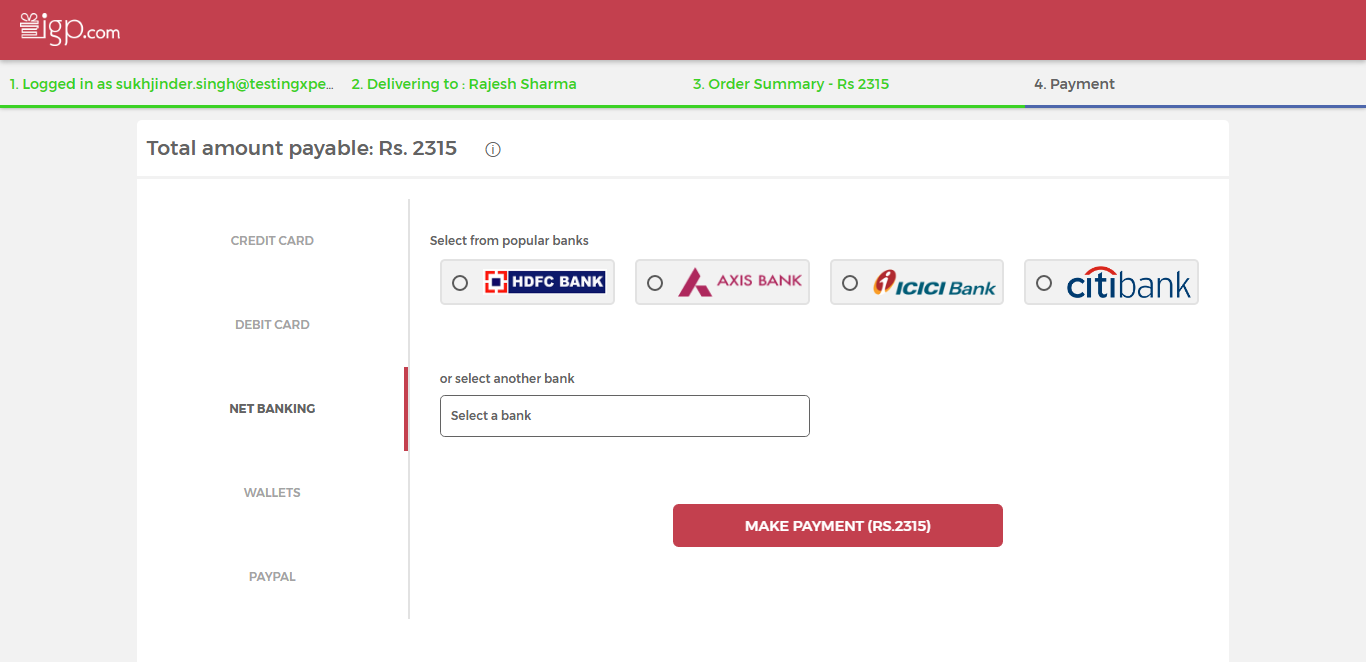 igp.com
1. Logged in as sukhjinder.singh@testingxpe... 2. Delivering to : Rajesh Sharma 3. Order Summary - Rs 2315 4. Payment
Total amount payable: Rs. 2315
CREDIT CARD
DEBIT CARD
NET BANKING
WALLETS
PAYPAL
Select from popular banks
HDFC BANK AXIS BANK ICICI Bank citibank
or select another bank
Select a bank
MAKE PAYMENT (RS.2315)